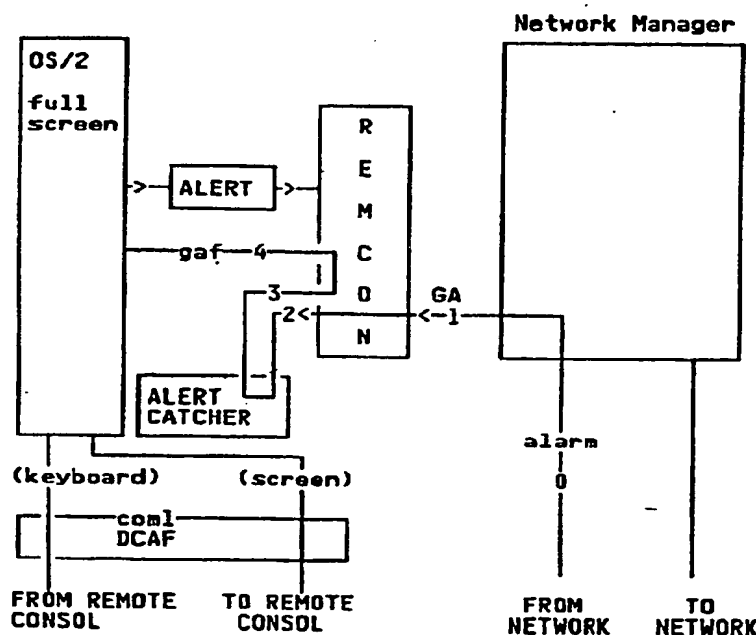 Network Manager
OS/2
full
screen
R
E
M
C
O
N
>
ALERT
>
gaf 4
3
2<
GA
<1
ALERT
CATCHER
alarm
0
(keyboard)
(screen)
com1
DCAF
FROM REMOTE
CONSOL
TO REMOTE
CONSOL
FROM
NETWORK
TO
NETWORK